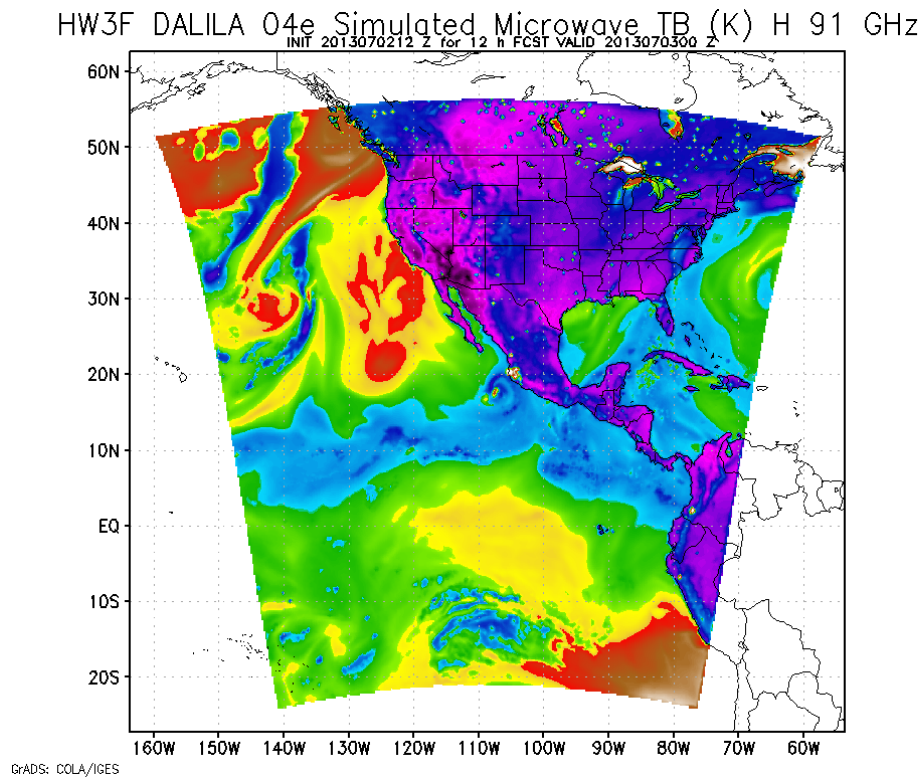 HW3F DALILA 04e Simulated Microwave TB (K) H 91 GHz
INIT 2013070212 Z for 12 h FCST VALID 2013070300 Z
60N
50N
40N
30N
20N
10N
EQ
10S
20S
160W 150W 140W 130W 120W 110W 100W 90W 80W 70W 60W
GrADS: COLA/IGES